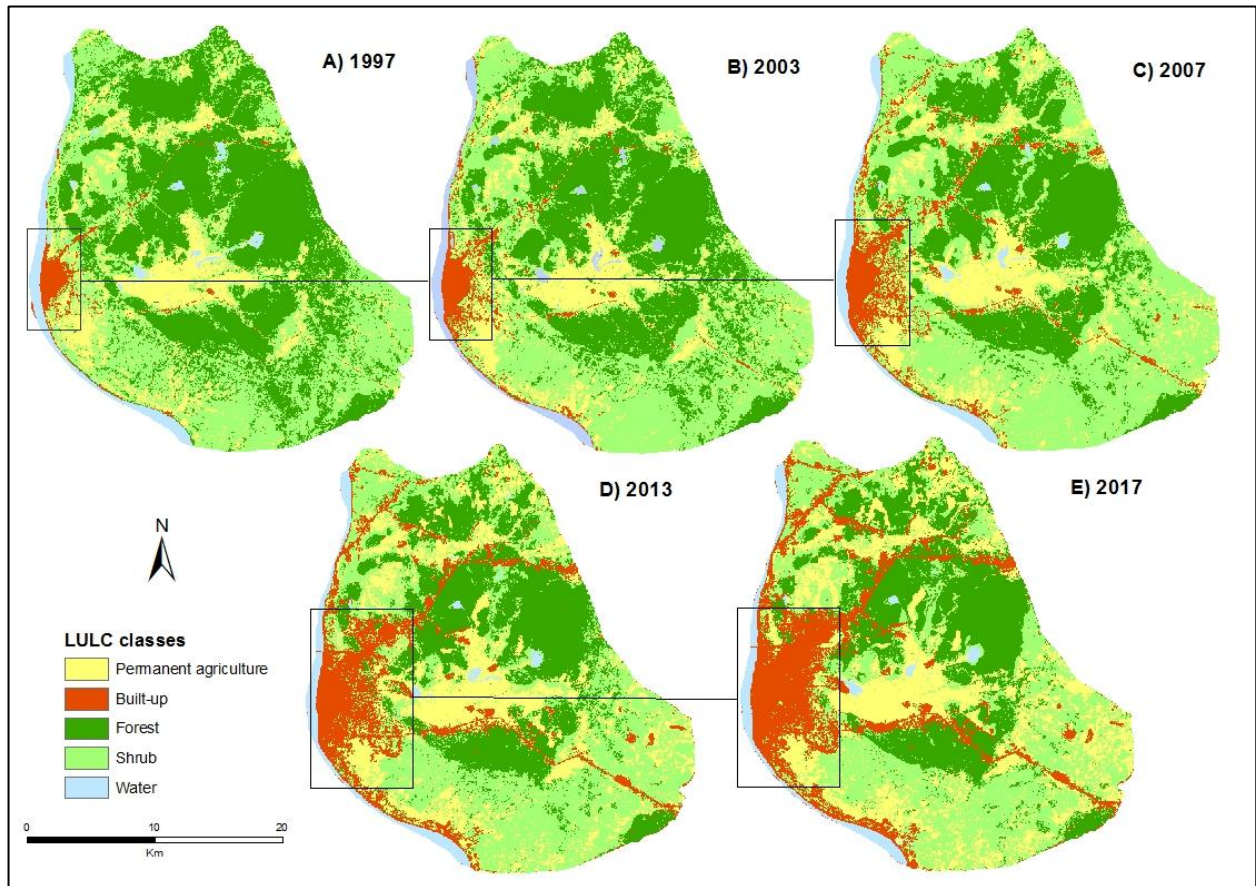 A) 1997
B) 2003
C) 2007
D) 2013
E) 2017
N
LULC classes
Permanent agriculture
Built-up
Forest
Shrub
Water
0 10 20
Km